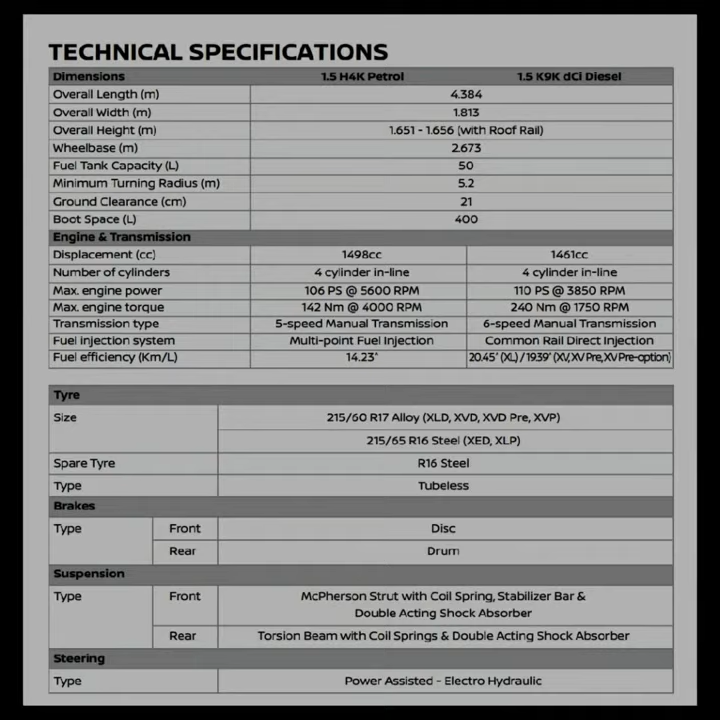 TECHNICAL SPECIFICATIONS
Dimensions 1.5 H4K Petrol 1.5 K9K dCi Diesel
Overall Length (m) 4.384
Overall Width (m) 1.813
Overall Height (m) 1.651 - 1.656 (with Roof Rail)
Wheelbase (m) 2.673
Fuel Tank Capacity (L) 50
Minimum Turning Radius (m) 5.2
Ground Clearance (cm) 21
Boot Space (L) 400
Engine & Transmission
Displacement (cc) 1498cc 1461cc
Number of cylinders 4 cylinder in-line 4 cylinder in-line
Max. engine power 106 PS @ 5600 RPM 110 PS @ 3850 RPM
Max. engine torque 142 Nm @ 4000 RPM 240 Nm @ 1750 RPM
Transmission type 5-speed Manual Transmission 6-speed Manual Transmission
Fuel injection system Multi-point Fuel Injection Common Rail Direct Injection
Fuel efficiency (Km/L) 14.23* 20.45* (XL) / 19.39* (XV, XV Pre, XV Pre-option)
Tyre
Size 215/60 R17 Alloy (XLD, XVD, XVD Pre, XVP)
215/65 R16 Steel (XED, XLP)
Spare Tyre R16 Steel
Type Tubeless
Brakes
Type Front Disc
Rear Drum
Suspension
Type Front McPherson Strut with Coil Spring, Stabilizer Bar &
Double Acting Shock Absorber
Rear Torsion Beam with Coil Springs & Double Acting Shock Absorber
Steering
Type Power Assisted - Electro Hydraulic